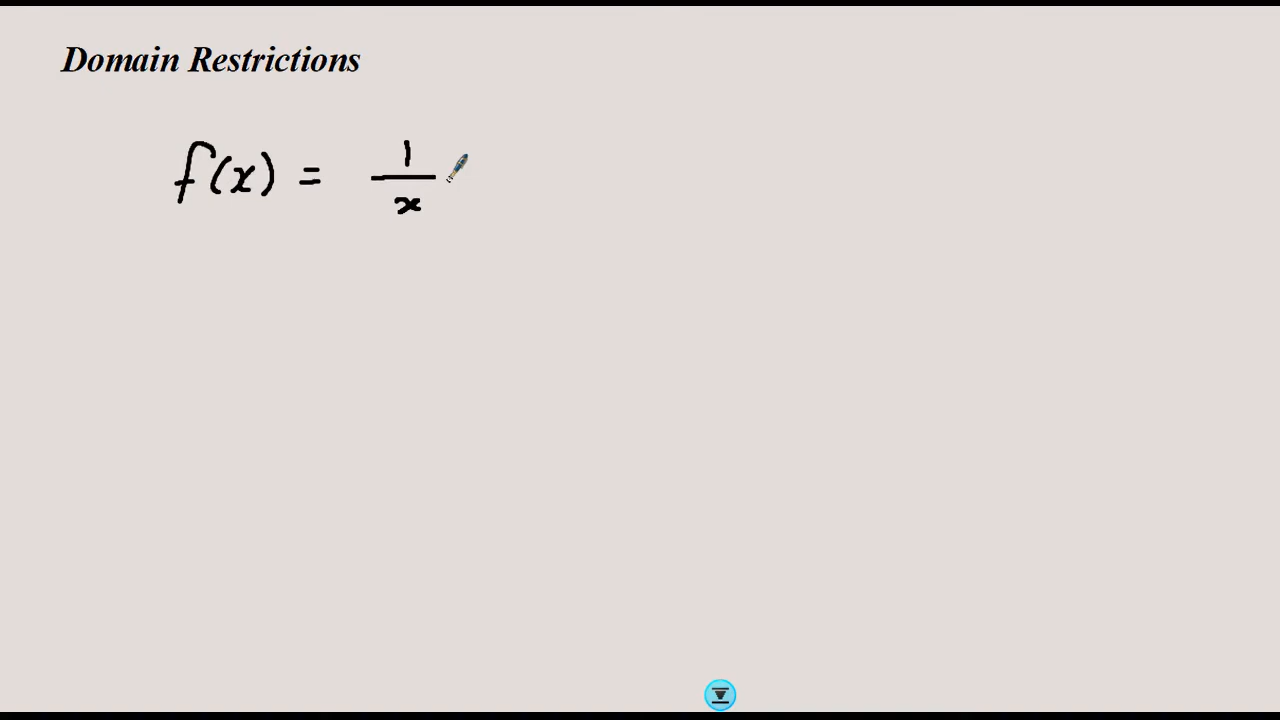 Domain Restrictions
f(x) = 1/x